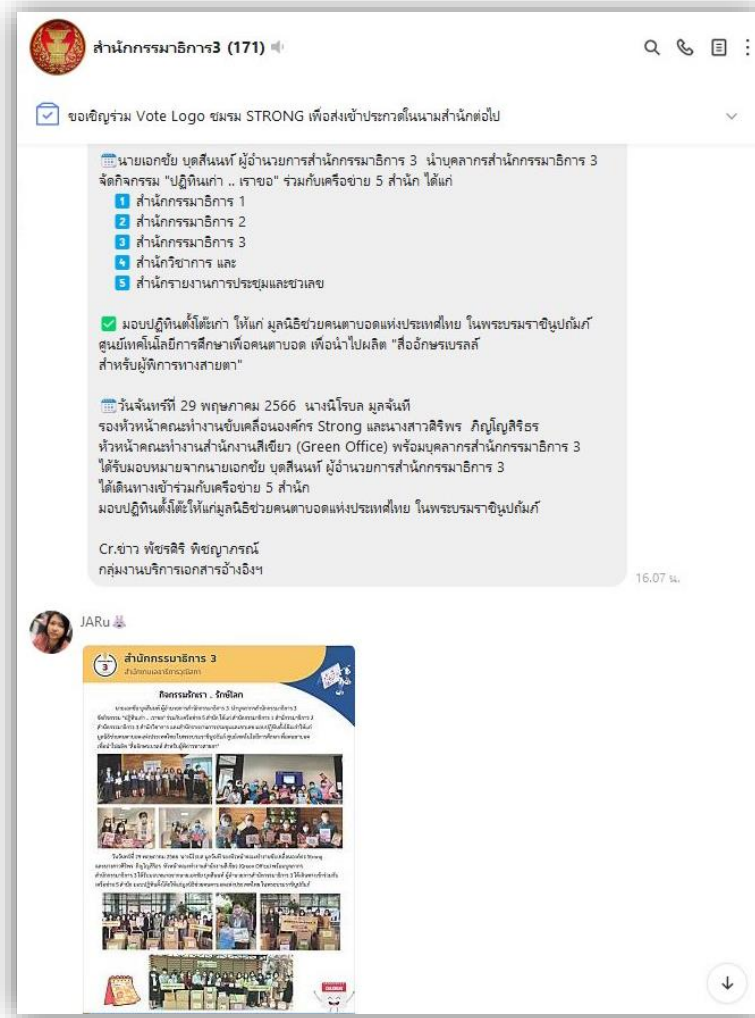 สำนักกรรมาธิการ3 (171)
ขอเชิญร่วม Vote Logo ชมรม STRONG เพื่อส่งเข้าประกวดในนามสำนักต่อไป
นายเอกชัย บุตสีนนท์ ผู้อำนวยการสำนักกรรมาธิการ 3 นำบุคลากรสำนักกรรมาธิการ 3
จัดกิจกรรม "ปฏิทินเก่า .. เราขอ" ร่วมกับเครือข่าย 5 สำนัก ได้แก่
1 สำนักกรรมาธิการ 1
2 สำนักกรรมาธิการ 2
3 สำนักกรรมาธิการ 3
4 สำนักวิชาการ และ
5 สำนักรายงานการประชุมและชวเลข
มอบปฏิทินตั้งโต๊ะเก่า ให้แก่ มูลนิธิช่วยคนตาบอดแห่งประเทศไทย ในพระบรมราชินูปถัมภ์
ศูนย์เทคโนโลยีการศึกษาเพื่อคนตาบอด เพื่อนำไปผลิต "สื่ออักษรเบรลล์
สำหรับผู้พิการทางสายตา"
วันจันทร์ที่ 29 พฤษภาคม 2566 นางนิโรบล มูลจันที
รองหัวหน้าคณะทำงานขับเคลื่อนองค์กร Strong และนางสาวศิริพร ภิญโญสิริธร
หัวหน้าคณะทำงานสำนักงานสีเขียว (Green Office) พร้อมบุคลากรสำนักกรรมาธิการ 3
ได้รับมอบหมายจากนายเอกชัย บุตสีนนท์ ผู้อำนวยการสำนักกรรมาธิการ 3
ได้เดินทางเข้าร่วมกับเครือข่าย 5 สำนัก
มอบปฏิทินตั้งโต๊ะให้แก่มูลนิธิช่วยคนตาบอดแห่งประเทศไทย ในพระบรมราชินูปถัมภ์
Cr.ข่าว พัชรศิริ พิชญาภรณ์
กลุ่มงานบริการเอกสารอ้างอิงฯ
16.07 น.
JARu
3 สำนักกรรมาธิการ 3
สำนักงานเลขาธิการวุฒิสภา
กิจกรรมรักเรา .. รักษ์โลก